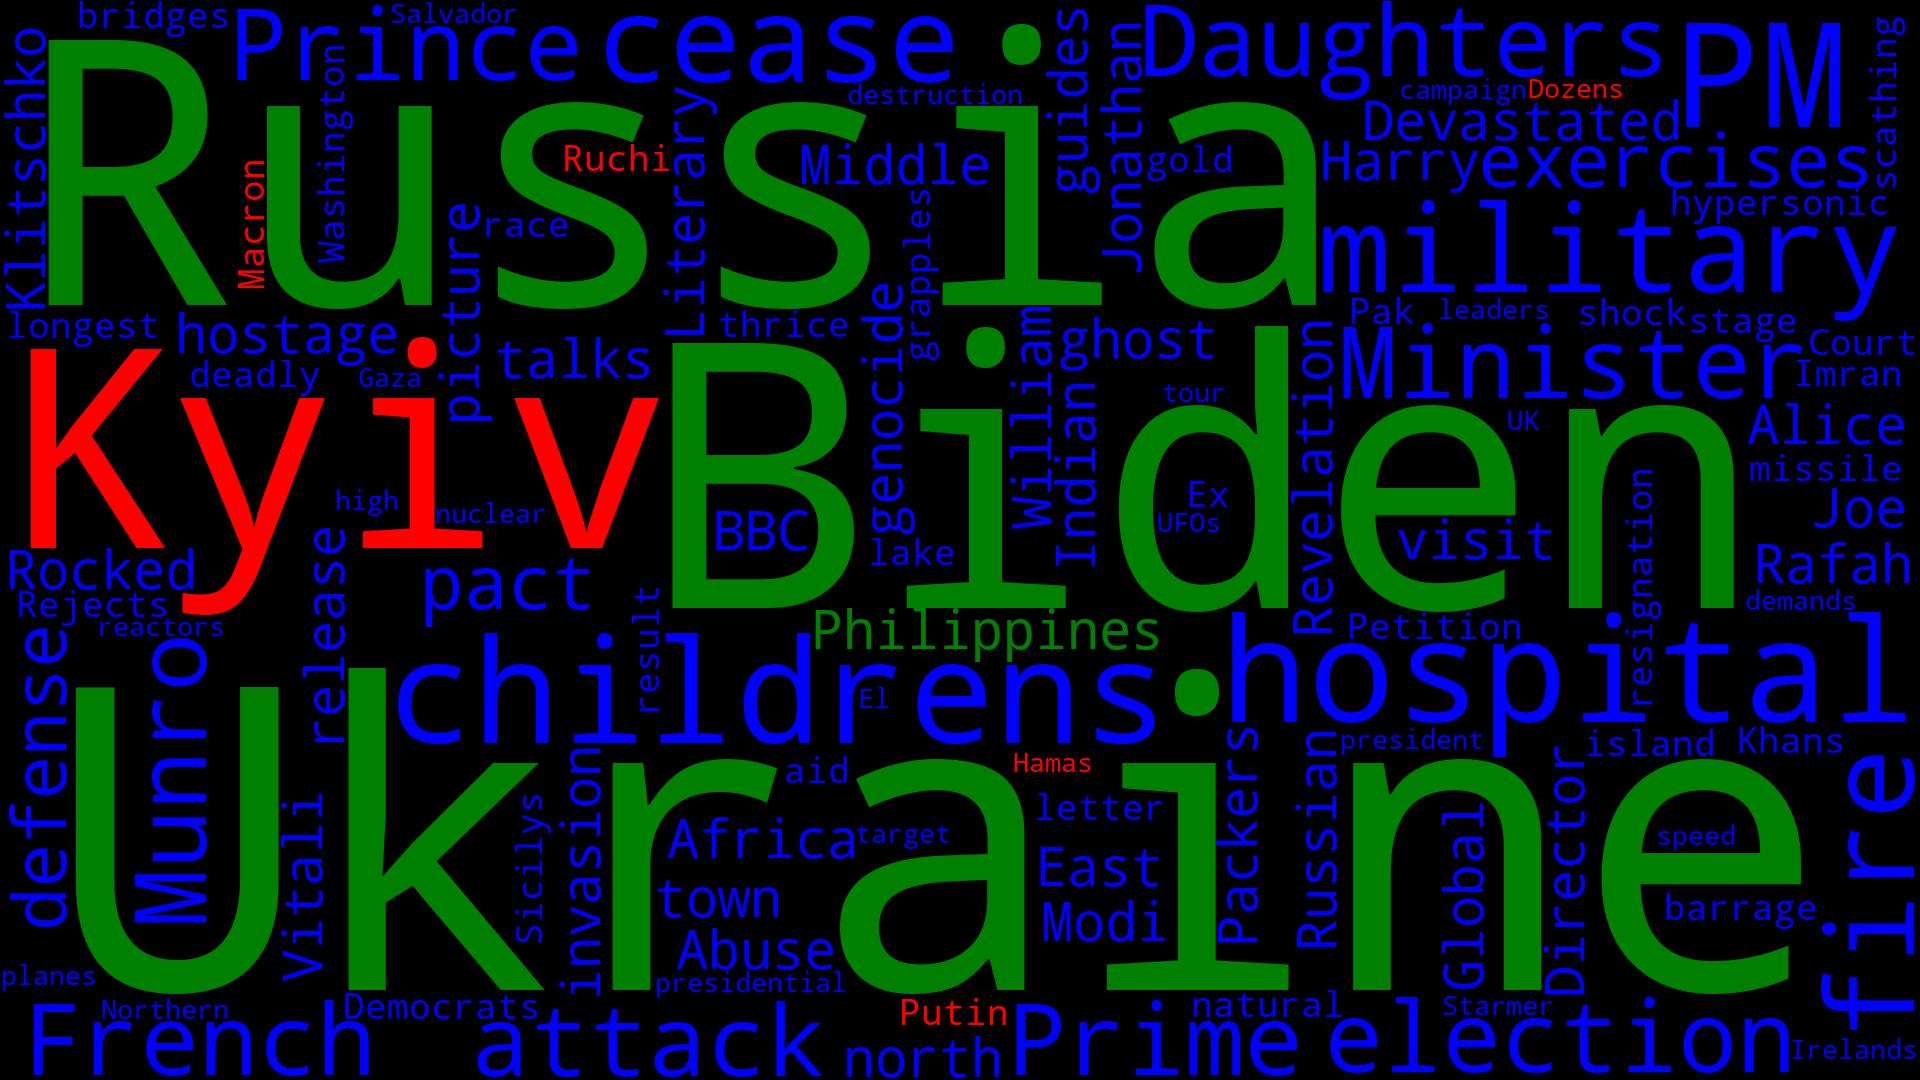 bridges
Salvador
Prince
cease
Daughters
PM
scathing
Klitschko
Russia
Washington
Macron
Ruchi
Literary
destruction
Middle
guides
Jonathan
gold
campaign
Dozens
Devastated
Harry
exercises
hypersonic
military
race
picture
grapples
longest
hostage
deadly
Gaza
talks
thrice
genocide
William
Indian
ghost
tour
Revelation
Pak
leaders
shock
stage
Minister
Court
Imran
Kyiv
Biden
UK
Alice
missile
Joe
high
nuclear
BBC
lake
Ex
UFOs
visit
resignation
Rafah
demands
Rocked
Rejects
reactors
release
pact
result
Philippines
Petition
hospital
defense
Munro
childrens
El
president
island
Khans
Ukraine
Vitali
Sicilys
invasion
aid
Hamas
letter
Africa
target
town
Abuse
presidential
East
Modi
Packers
Russian
Global
Director
speed
barrage
fire
planes
Northern
French
Democrats
attack
Putin
north
Prime
natural
Starmer
election
Irelands